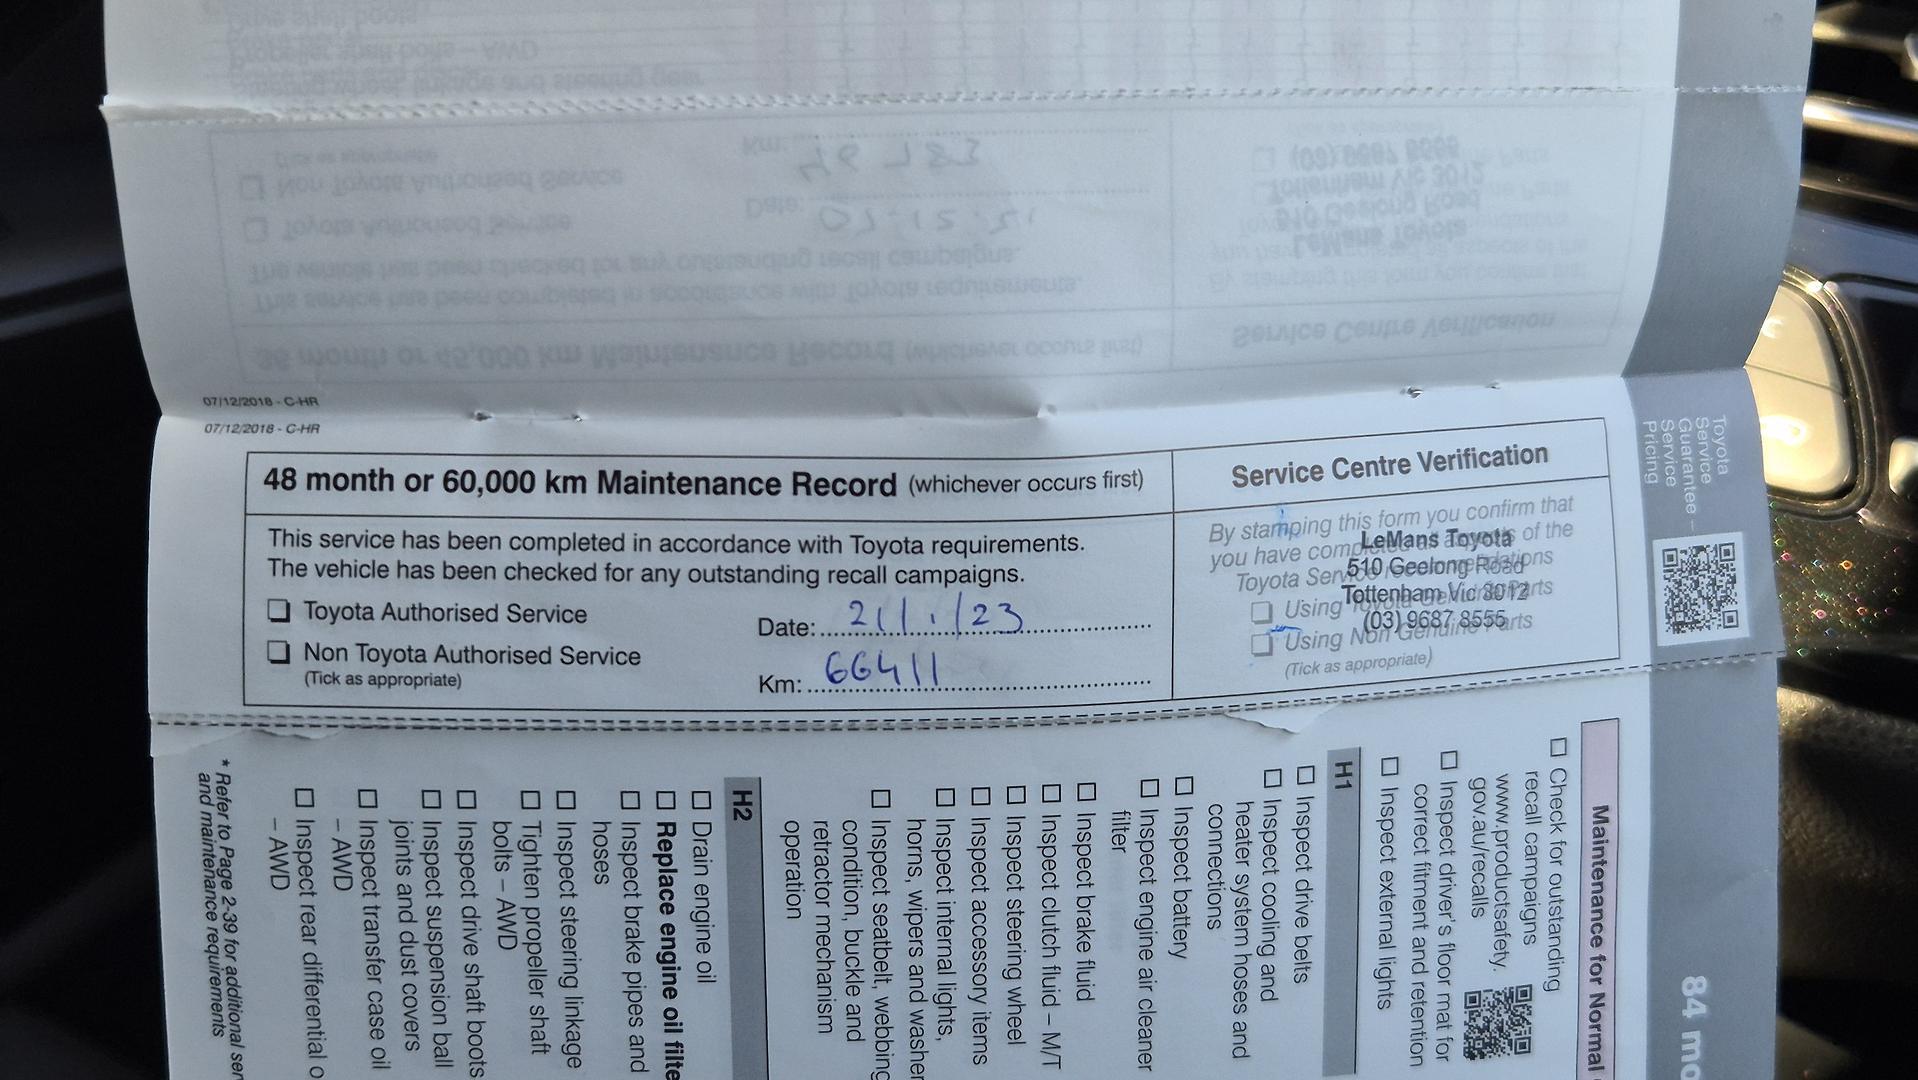 07/12/2018 - C-HR
07/12/2018 - C-HR
48 month or 60,000 km Maintenance Record (whichever occurs first)
This service has been completed in accordance with Toyota requirements.
The vehicle has been checked for any outstanding recall campaigns.
❏ Toyota Authorised Service
❏ Non Toyota Authorised Service
(Tick as appropriate)
Date: 21/1/23
Km: 66411
Service Centre Verification
By stamping this form you confirm that
you have of the
Toyota
❏ Using Parts
❏ Using Non Genuine Parts
(Tick as appropriate)
LeMans Toyota
510 Geelong Road
Tottenham Vic 3012
(03) 9687 8555
Toyota
Service
Guarantee –
Service
Pricing
84 mo
Maintenance for Normal
☐ Check for outstanding
recall campaigns
www.productsafety.
gov.au/recalls
☐ Inspect driver's floor mat for
correct fitment and retention
☐ Inspect external lights
H1
☐ Inspect drive belts
☐ Inspect cooling and
heater system hoses and
connections
☐ Inspect battery
☐ Inspect engine air cleaner
filter
☐ Inspect brake fluid
☐ Inspect clutch fluid – M/T
☐ Inspect steering wheel
☐ Inspect accessory items
☐ Inspect internal lights,
horns, wipers and washer
☐ Inspect seatbelt, webbing
condition, buckle and
retractor mechanism
operation
H2
☐ Drain engine oil
☐ Replace engine oil filte
☐ Inspect brake pipes and
hoses
☐ Inspect steering linkage
☐ Tighten propeller shaft
bolts – AWD
☐ Inspect drive shaft boots
☐ Inspect suspension ball
joints and dust covers
☐ Inspect transfer case oil
– AWD
☐ Inspect rear differential o
– AWD
* Refer to Page 2-39 for additional ser
and maintenance requirements